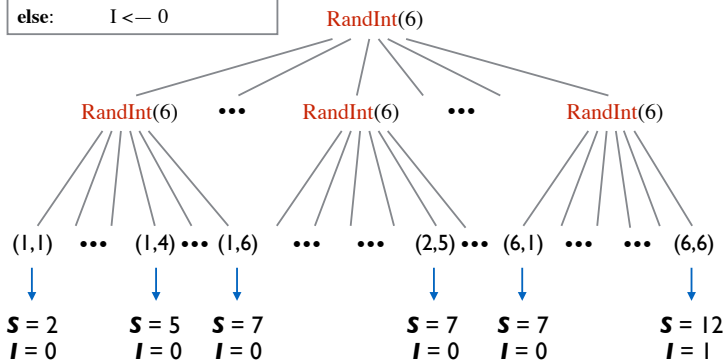 else: I <— 0
RandInt(6)
RandInt(6) ••• RandInt(6) ••• RandInt(6)
(1,1) ••• (1,4) ••• (1,6) ••• ••• (2,5) ••• (6,1) ••• ••• (6,6)
S = 2 S = 5 S = 7 S = 7 S = 7 S = 12
I = 0 I = 0 I = 0 I = 0 I = 0 I = 1